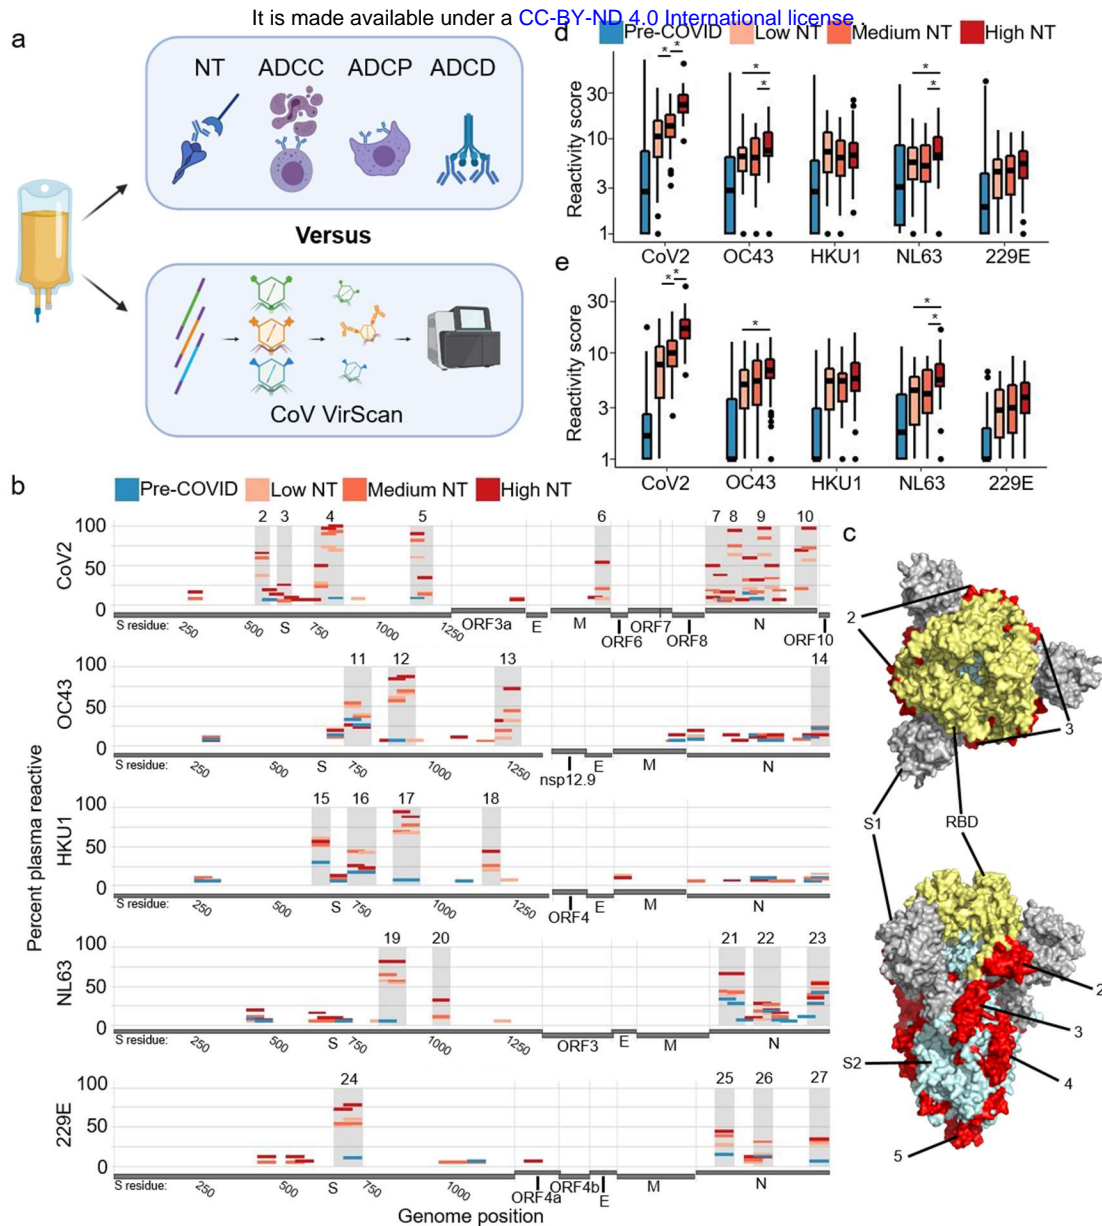 It is made available under a CC-BY-ND 4.0 International license .
a
NT ADCC ADCP ADCD
Versus
CoV VirScan
d
Pre-COVID Low NT Medium NT High NT
Reactivity score
30
10
3
1
* *
* *
* *
CoV2 OC43 HKU1 NL63 229E
e
Reactivity score
30
10
3
1
* *
*
* *
CoV2 OC43 HKU1 NL63 229E
b
Pre-COVID Low NT Medium NT High NT
Percent plasma reactive
CoV2
100
50
0
2 3 4 5 6 7 8 9 10
S residue: 250 500 S 750 1000 1250 ORF3a E M ORF6 ORF7 ORF8 N ORF10
OC43
100
50
0
11 12 13 14
S residue: 250 500 S 750 1000 1250 nsp12.9 E M N
HKU1
100
50
0
15 16 17 18
S residue: 250 500 S 750 1000 1250 ORF4 E M N
NL63
100
50
0
19 20 21 22 23
S residue: 250 500 S 750 1000 1250 ORF3 E M N
229E
100
50
0
24 25 26 27
S residue: 250 500 S 750 1000 ORF4a ORF4b E M N
Genome position
c
2
3
S1 RBD
2
3
S2
4
5